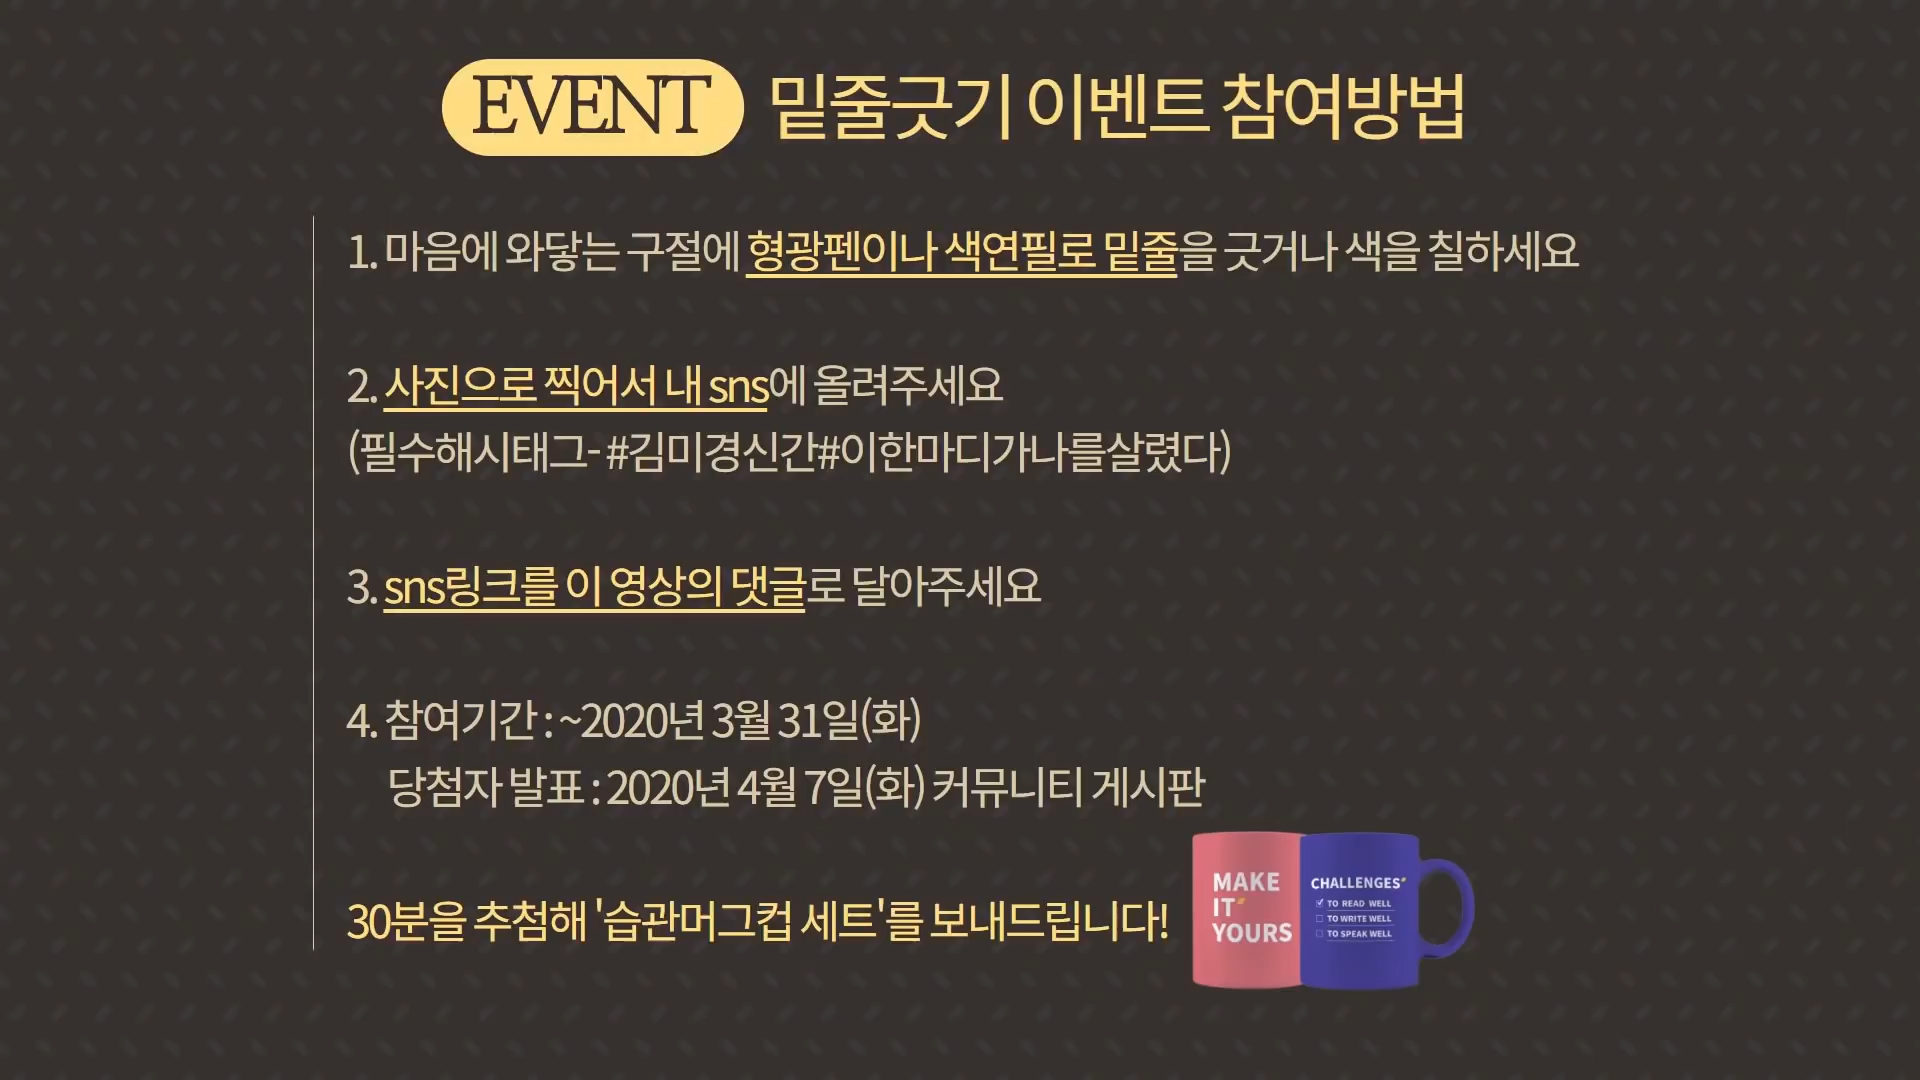 EVENT 밑줄긋기 이벤트 참여방법
1. 마음에 와닿는 구절에 형광펜이나 색연필로 밑줄을 긋거나 색을 칠하세요
2. 사진으로 찍어서 내 sns에 올려주세요
(필수해시태그- #김미경신간#이한마디가나를살렸다)
3. sns링크를 이 영상의 댓글로 달아주세요
4. 참여기간 : ~2020년 3월 31일(화)
당첨자 발표 : 2020년 4월 7일(화) 커뮤니티 게시판
30분을 추첨해 '습관머그컵 세트'를 보내드립니다!
MAKE
IT
YOURS
CHALLENGES
TO READ WELL
TO WRITE WELL
TO SPEAK WELL